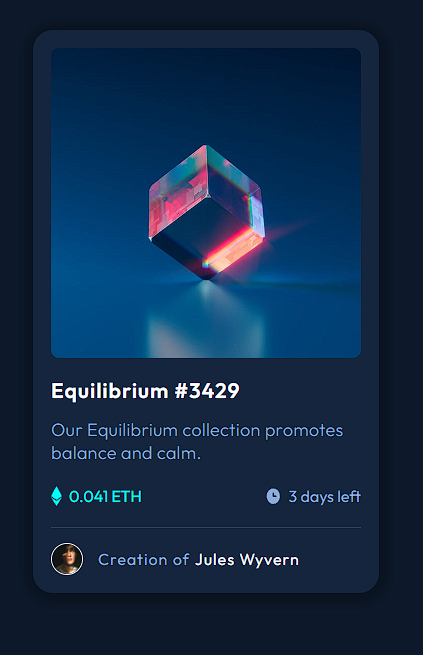 Equilibrium #3429
Our Equilibrium collection promotes
balance and calm.
0.041 ETH
3 days left
Creation of Jules Wyvern